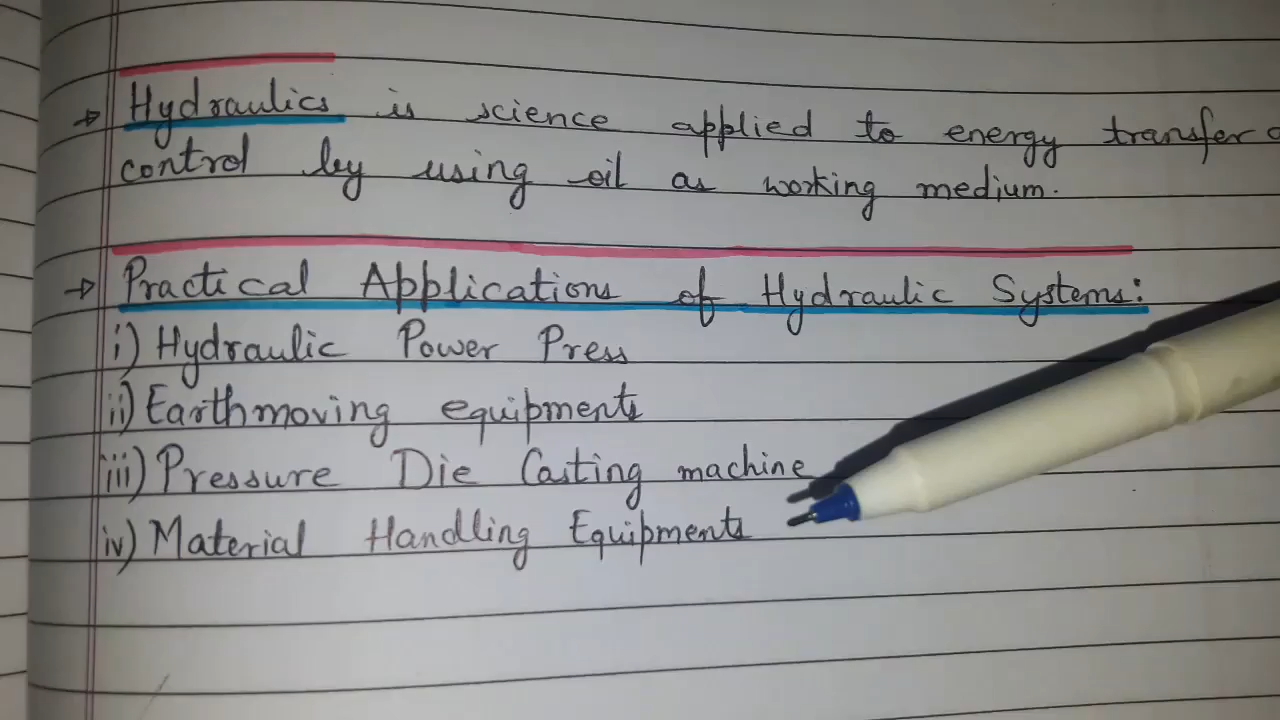 → Hydraulics is science applied to energy transfer
control by using oil as working medium.
→ Practical Applications of Hydraulic Systems:
i) Hydraulic Power Press
ii) Earthmoving equipments
iii) Pressure Die Casting machine
iv) Material Handling Equipments